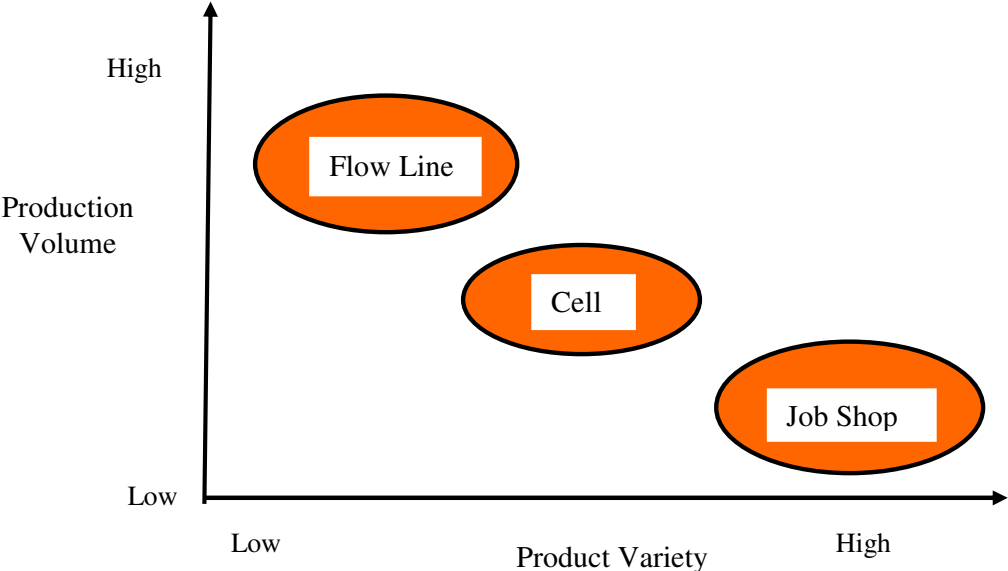 High
Flow Line
Production
Volume
Cell
Job Shop
Low
Low
High
Product Variety